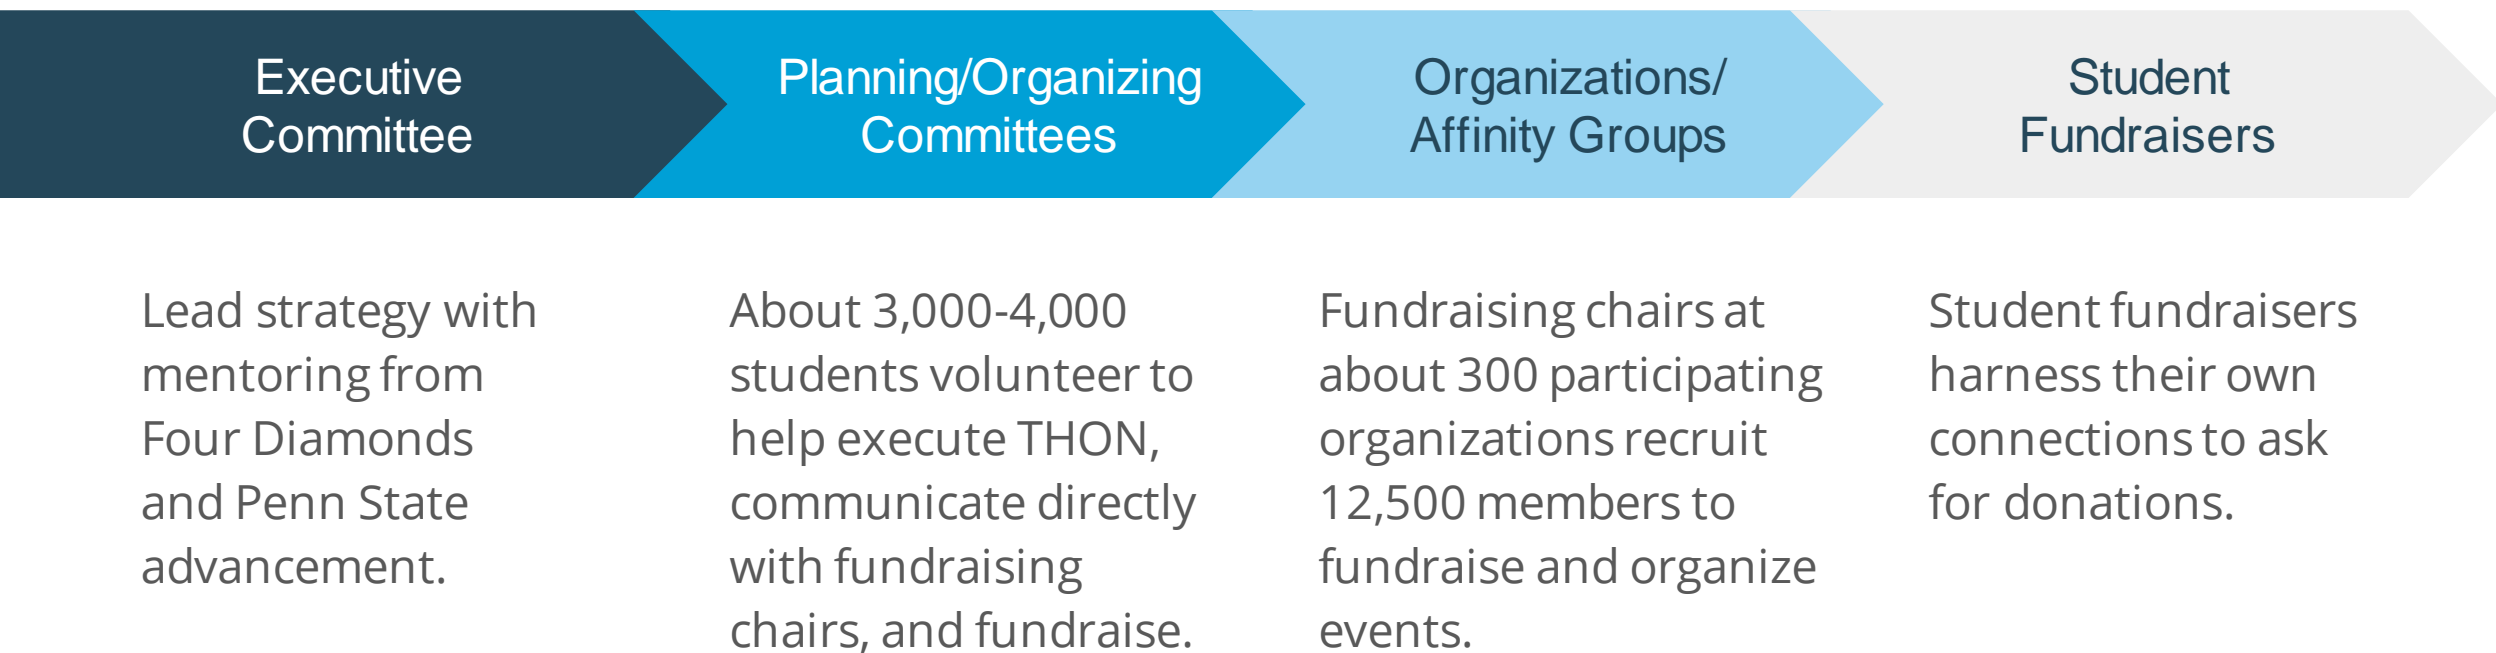 Executive
Committee
Planning/Organizing
Committees
Organizations/
Affinity Groups
Student
Fundraisers
Lead strategy with
mentoring from
Four Diamonds
and Penn State
advancement.
About 3,000-4,000
students volunteer to
help execute THON,
communicate directly
with fundraising
chairs, and fundraise.
Fundraising chairs at
about 300 participating
organizations recruit
12,500 members to
fundraise and organize
events.
Student fundraisers
harness their own
connections to ask
for donations.